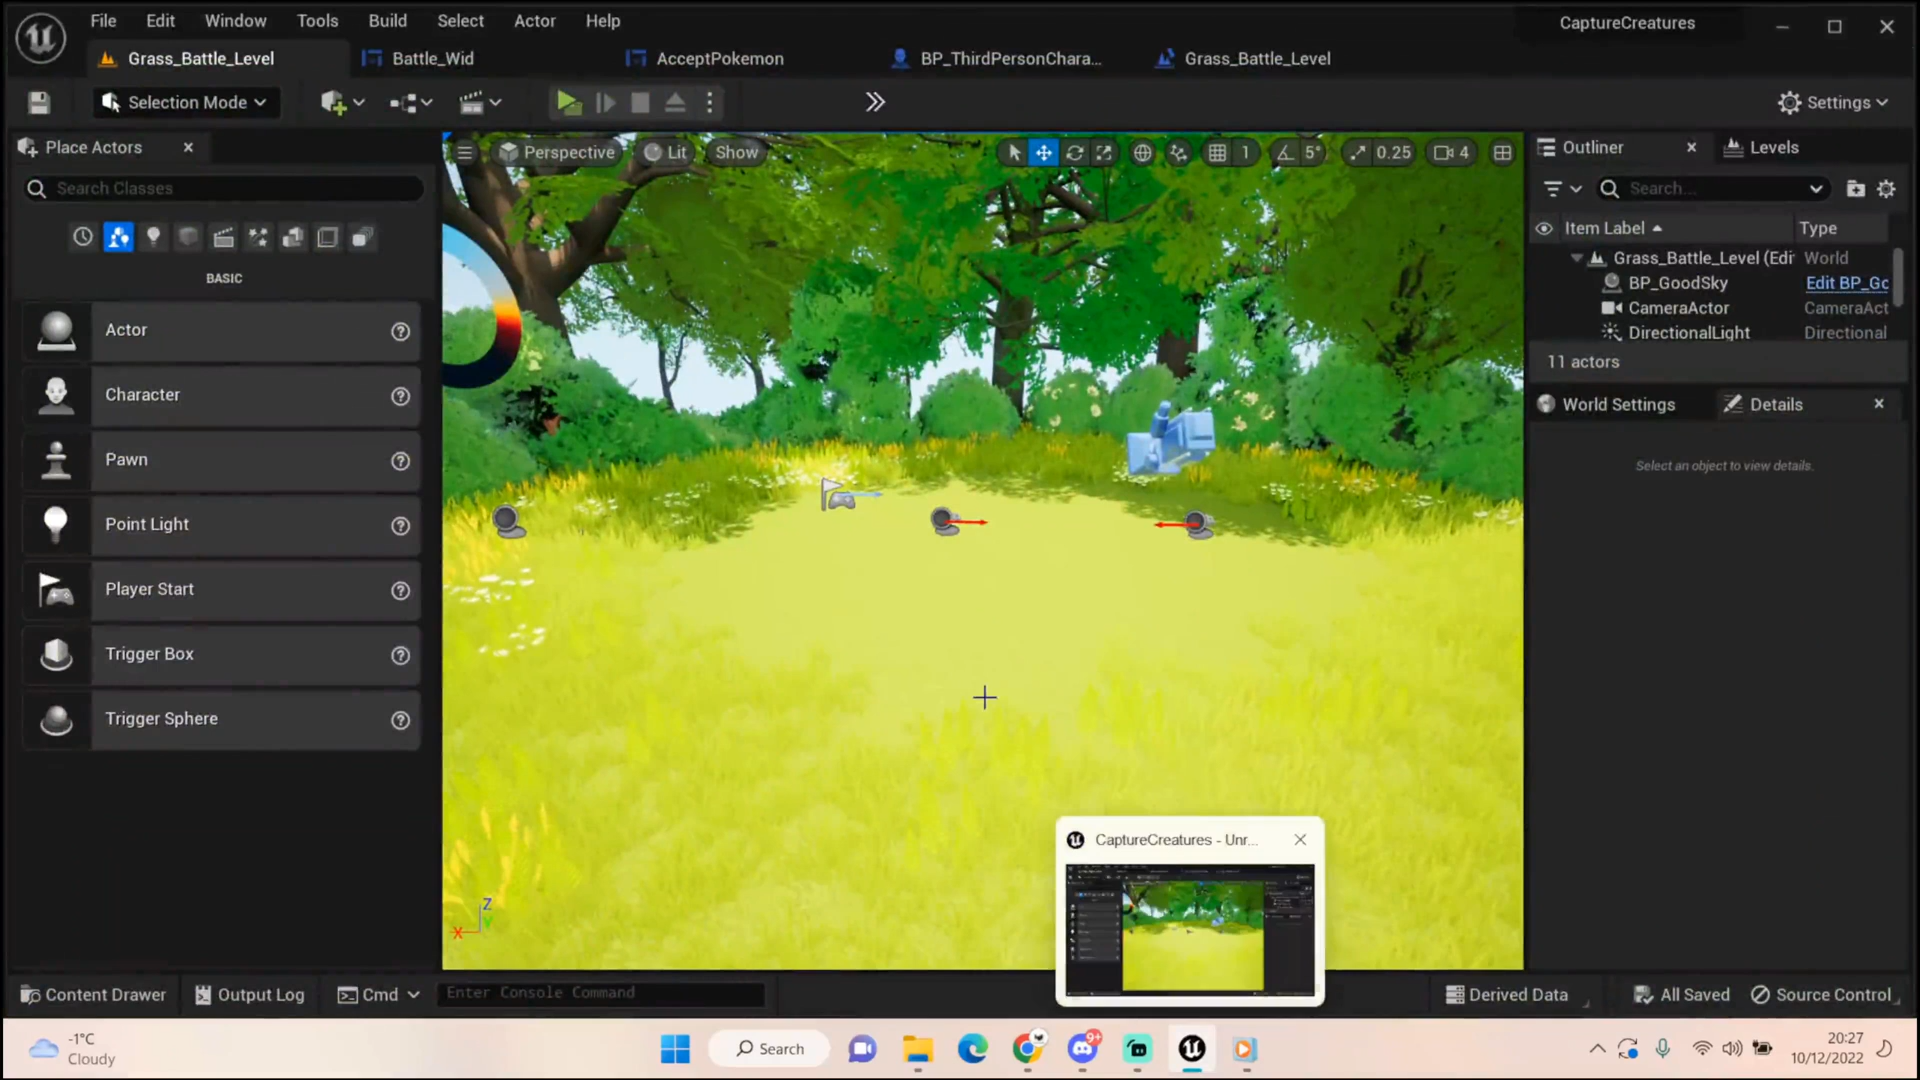 File Edit Window Tools Build Select Actor Help
CaptureCreatures
Grass_Battle_Level
Battle_Wid
AcceptPokemon
BP_ThirdPersonChara...
Grass_Battle_Level
Selection Mode
Settings
Place Actors
Perspective
Lit
Show
1
5°
0.25
4
Outliner
Levels
Search Classes
Search...
Item Label
Type
BASIC
Grass_Battle_Level (Edi World
BP_GoodSky Edit BP_Gc
CameraActor CameraAct
DirectionalLight Directional
11 actors
World Settings
Details
Select an object to view details.
Actor
Character
Pawn
Point Light
Player Start
Trigger Box
Trigger Sphere
Z
X
CaptureCreatures - Unr...
Content Drawer
Output Log
Cmd
Enter Console Command
Derived Data
All Saved
Source Control
-1°C
Cloudy
Search
9+
20:27
10/12/2022